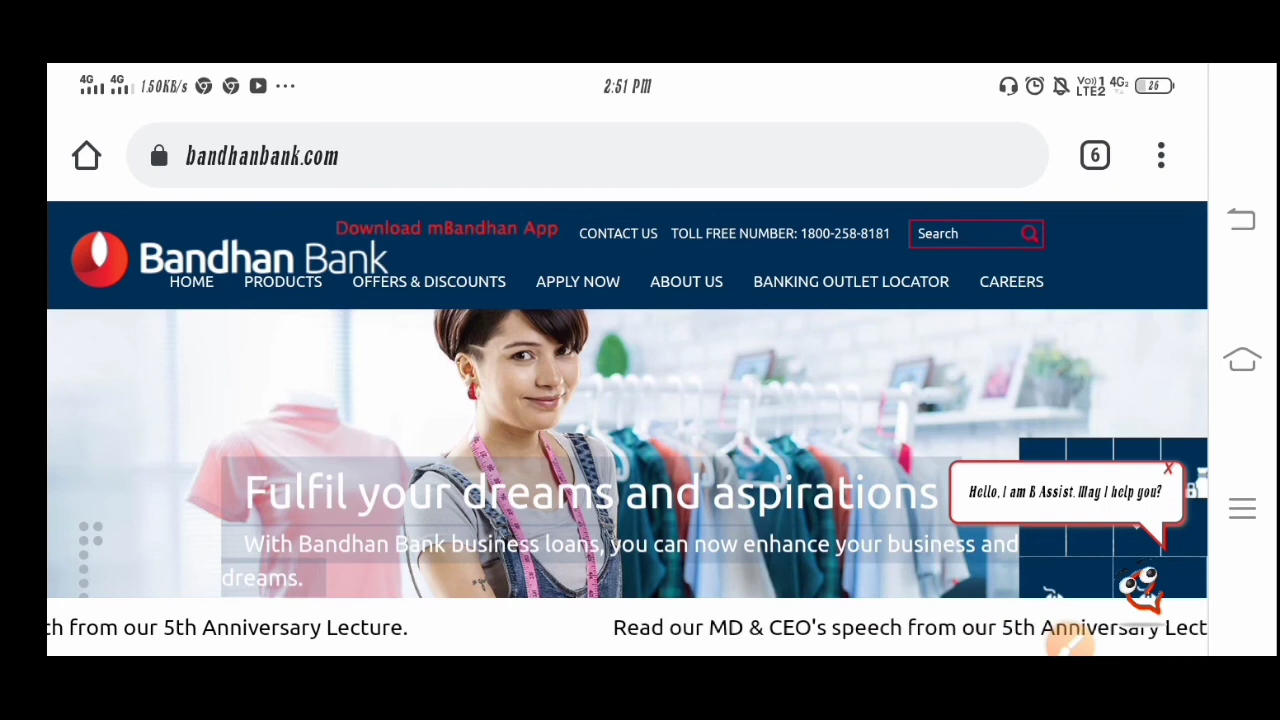 4G 4G 1.50KB/s 2:51 PM Vo)) 1 LTE2 4G2 26
bandhanbank.com 6
Download mBandhan App CONTACT US TOLL FREE NUMBER: 1800-258-8181 Search
Bandhan Bank
HOME PRODUCTS OFFERS & DISCOUNTS APPLY NOW ABOUT US BANKING OUTLET LOCATOR CAREERS
Fulfil your dreams and aspirations
Hello, I am B Assist. May I help you? X
With Bandhan Bank business loans, you can now enhance your business and
dreams.
ch from our 5th Anniversary Lecture. Read our MD & CEO's speech from our 5th Anniversary Lect